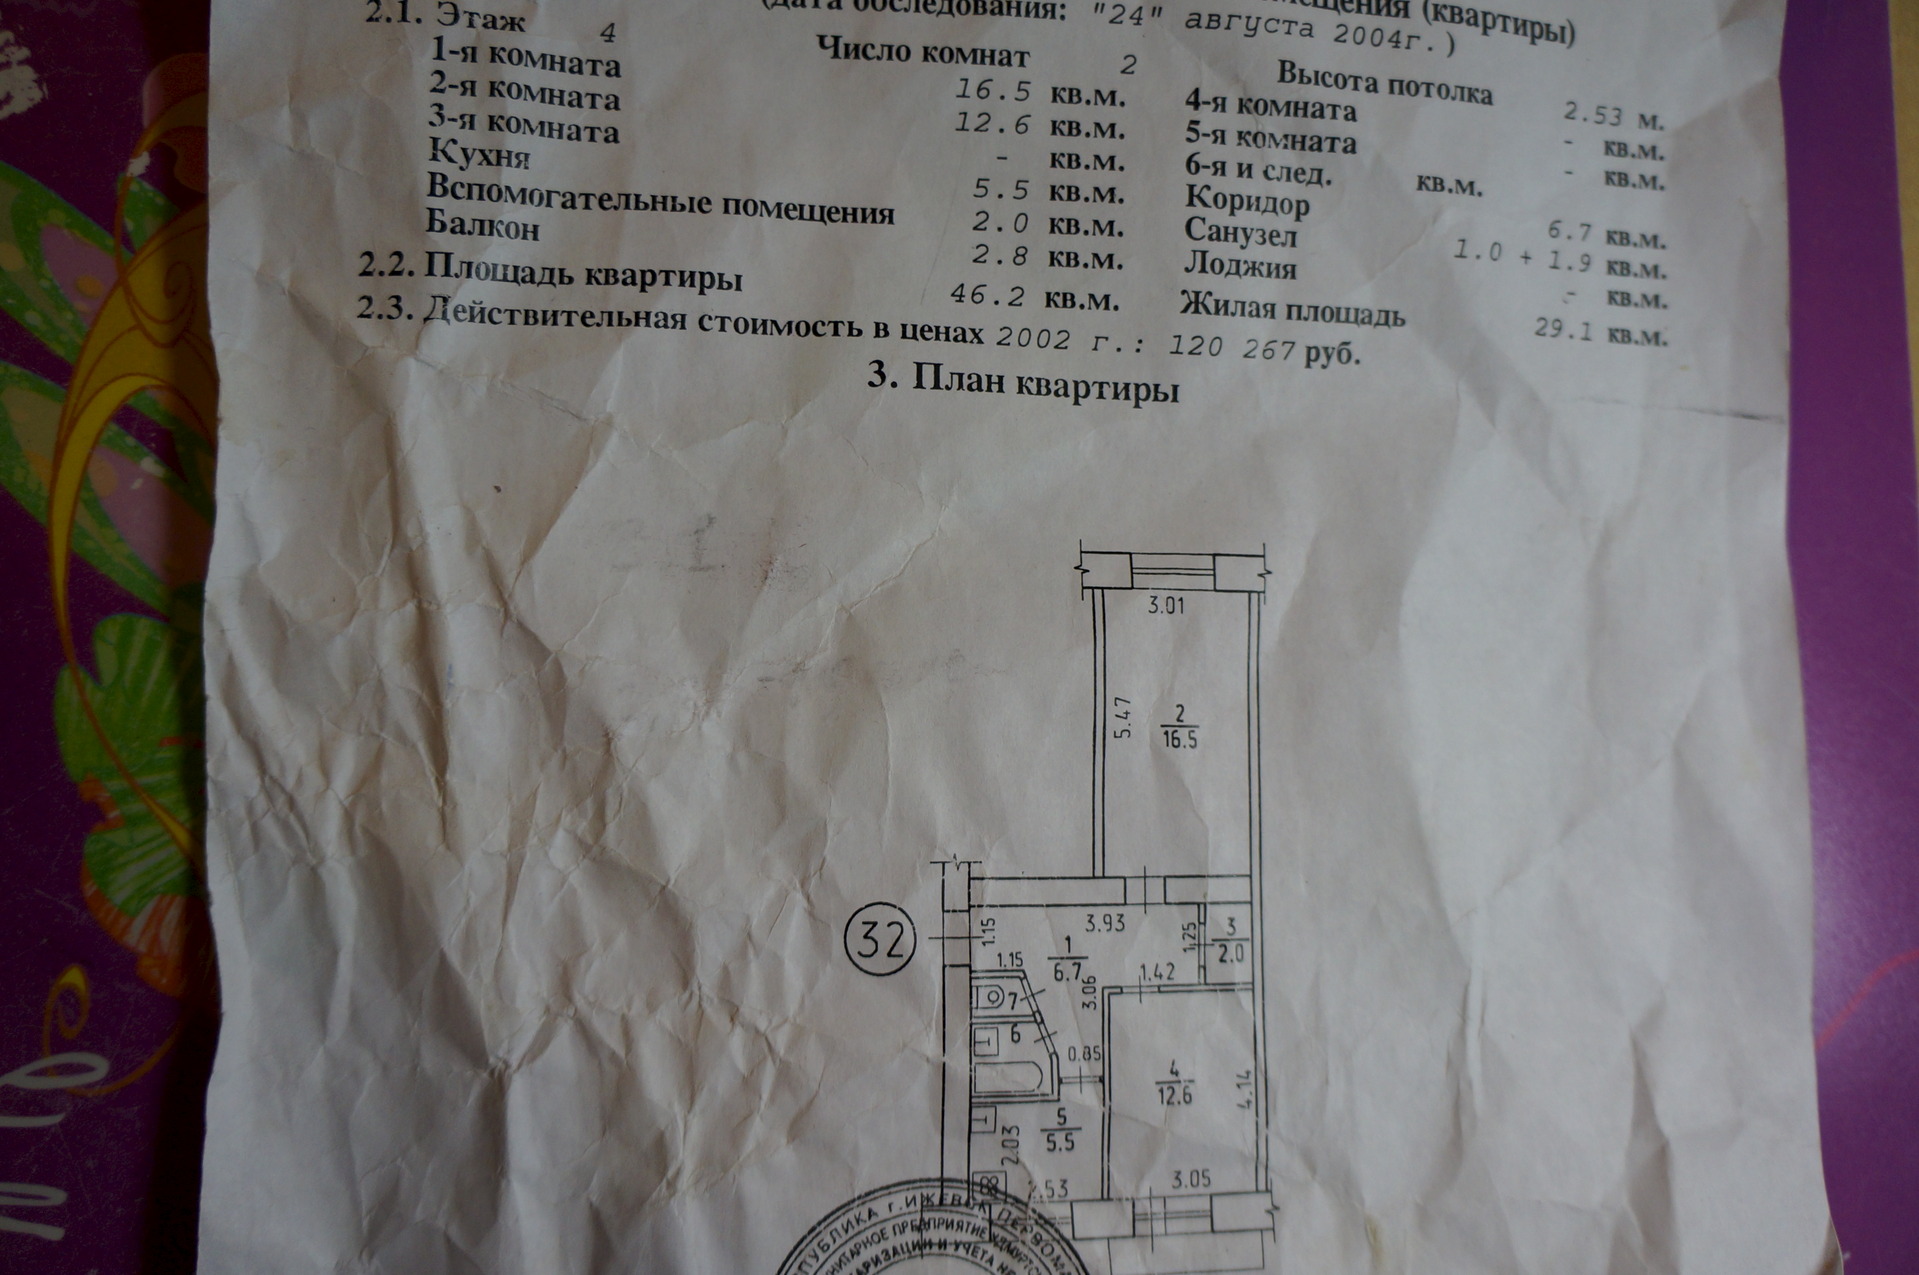 (дата обследования: "24" августа 2004г.)
(квартиры)
2.1. Этаж 4 Число комнат 2 Высота потолка 2.53 м.
1-я комната 16.5 кв.м. 4-я комната - кв.м.
2-я комната 12.6 кв.м. 5-я комната - кв.м.
3-я комната - кв.м. 6-я и след. кв.м.
Кухня 5.5 кв.м. Коридор 6.7 кв.м.
Вспомогательные помещения 2.0 кв.м. Санузел 1.0 + 1.9 кв.м.
Балкон 2.8 кв.м. Лоджия - кв.м.
2.2. Площадь квартиры 46.2 кв.м. Жилая площадь 29.1 кв.м.
2.3. Действительная стоимость в ценах 2002 г.: 120 267 руб.
3. План квартиры
3.01
5.47
2
16.5
32
1.15
3.93
1.25
3
2.0
1
6.7
1.15
1.42
3.06
7
6
0.85
4
12.6
4.14
5
5.5
2.03
3.05
2.53